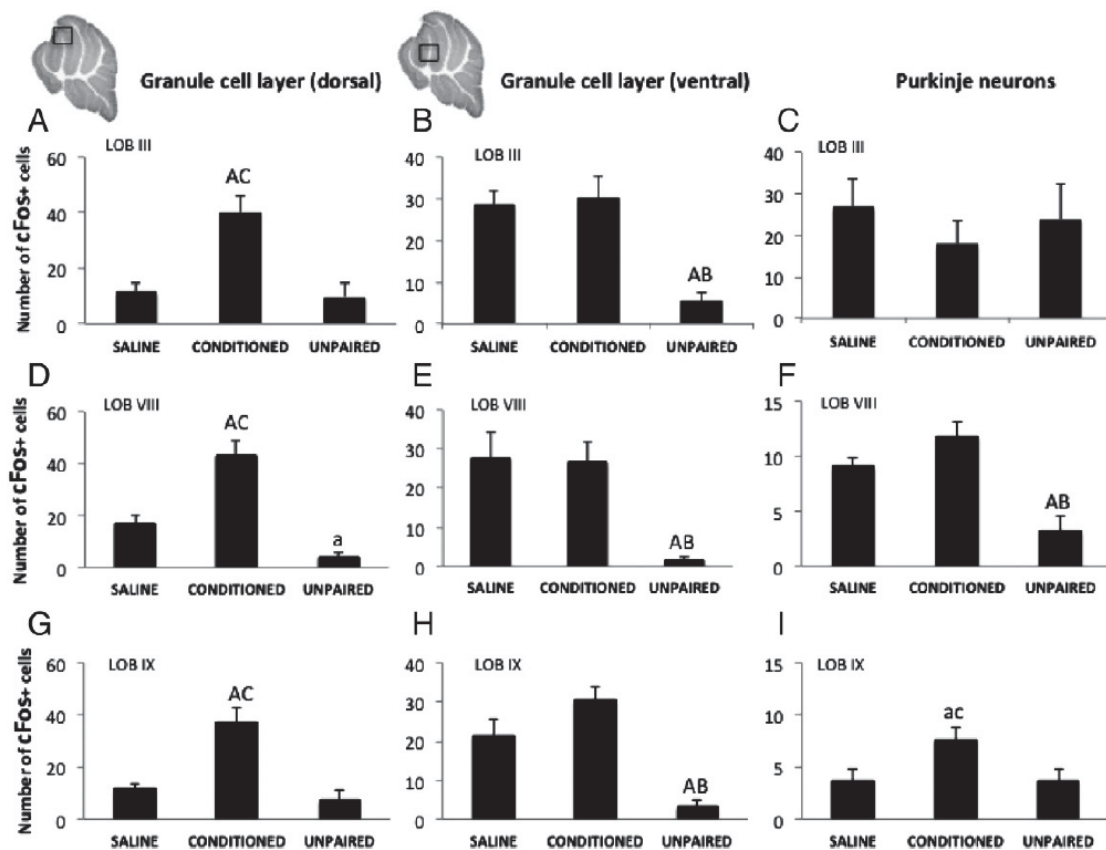 Granule cell layer (dorsal)
Granule cell layer (ventral)
Purkinje neurons
A
LOB III
Number of cFos+ cells
60
40
20
0
AC
SALINE
CONDITIONED
UNPAIRED
B
LOB III
40
30
20
10
0
AB
SALINE
CONDITIONED
UNPAIRED
C
LOB III
40
30
20
10
0
SALINE
CONDITIONED
UNPAIRED
D
LOB VIII
Number of cFos+ cells
60
40
20
0
AC
a
SALINE
CONDITIONED
UNPAIRED
E
LOB VIII
40
30
20
10
0
AB
SALINE
CONDITIONED
UNPAIRED
F
LOB VIII
15
10
5
0
AB
SALINE
CONDITIONED
UNPAIRED
G
LOB IX
Number of cFos+ cells
60
40
20
0
AC
SALINE
CONDITIONED
UNPAIRED
H
LOB IX
40
30
20
10
0
AB
SALINE
CONDITIONED
UNPAIRED
I
LOB IX
15
10
5
0
ac
SALINE
CONDITIONED
UNPAIRED